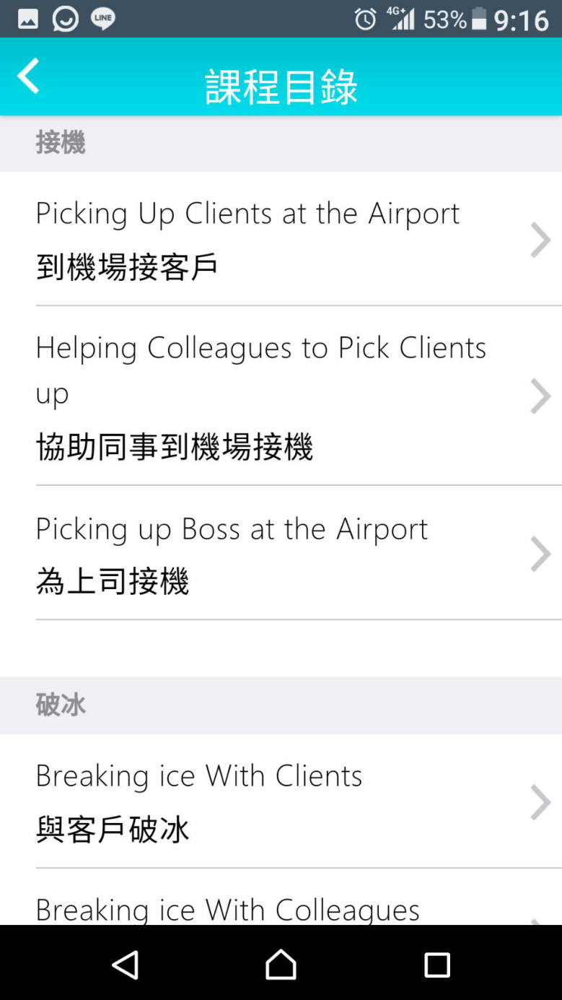 LINE 4G+ 53% 9:16
課程目錄
接機
Picking Up Clients at the Airport
到機場接客戶
Helping Colleagues to Pick Clients
up
協助同事到機場接機
Picking up Boss at the Airport
為上司接機
破冰
Breaking ice With Clients
與客戶破冰
Breaking ice With Colleagues